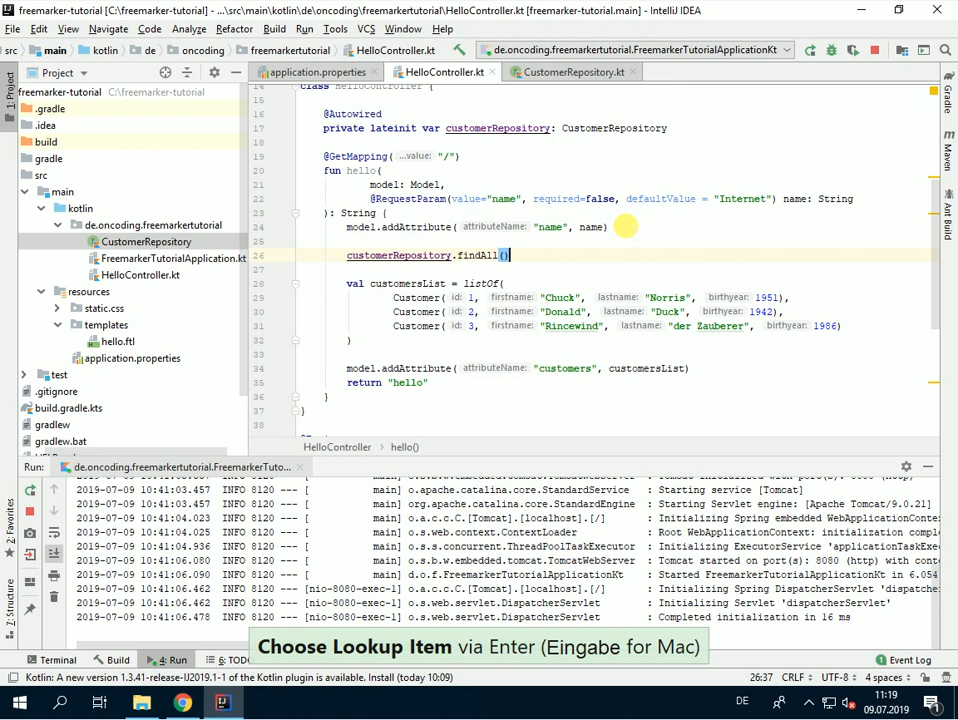 freemarker-tutorial [C:\freemarker-tutorial] - ...\src\main\kotlin\de\oncoding\freemarkertutorial\HelloController.kt [freemarker.main] - IntelliJ IDEA
File Edit View Navigate Code Analyze Refactor Build Run Tools VCS Window Help
src main kotlin de oncoding freemarkertutorial HelloController.kt de.oncoding.freemarkertutorial.FreemarkerTutorialApplicationKt
Project
application.properties HelloController.kt CustomerRepository.kt
1: Project
freemarker-tutorial C:\freemarker-tutorial
.gradle
.idea
build
gradle
src
main
kotlin
de.oncoding.freemarkertutorial
CustomerRepository
FreemarkerTutorialApplication.kt
HelloController.kt
resources
static.css
templates
hello.ftl
application.properties
test
.gitignore
build.gradle.kts
gradlew
gradlew.bat
14 class HelloController {
15
16 @Autowired
17 private lateinit var customerRepository: CustomerRepository
18
19 @GetMapping( ...value: "/")
20 fun hello(
21 model: Model,
22 @RequestParam(value="name", required=false, defaultValue = "Internet") name: String
23 ): String {
24 model.addAttribute( attributeName: "name", name)
25
26 customerRepository.findAll()
27
28 val customersList = listOf(
29 Customer( id: 1, firstname: "Chuck", lastname: "Norris", birthyear: 1951),
30 Customer( id: 2, firstname: "Donald", lastname: "Duck", birthyear: 1942),
31 Customer( id: 3, firstname: "Rincewind", lastname: "der Zauberer", birthyear: 1986)
32 )
33
34 model.addAttribute( attributeName: "customers", customersList)
35 return "hello"
36 }
37 }
38
HelloController hello()
Gradle
Maven
Ant Build
Run: de.oncoding.freemarkertutorial.FreemarkerTuto...
2019-07-09 10:41:03.457 INFO 8120 --- [ main] o.apache.catalina.core.StandardService : Starting service [Tomcat]
2019-07-09 10:41:03.457 INFO 8120 --- [ main] org.apache.catalina.core.StandardEngine : Starting Servlet engine: [Apache Tomcat/9.0.21]
2019-07-09 10:41:04.023 INFO 8120 --- [ main] o.a.c.c.C.[Tomcat].[localhost].[/] : Initializing Spring embedded WebApplicationConte
2019-07-09 10:41:04.025 INFO 8120 --- [ main] o.s.web.context.ContextLoader : Root WebApplicationContext: initialization comple
2019-07-09 10:41:04.936 INFO 8120 --- [ main] o.s.s.concurrent.ThreadPoolTaskExecutor : Initializing ExecutorService 'applicationTaskExe
2019-07-09 10:41:06.080 INFO 8120 --- [ main] o.s.b.w.embedded.tomcat.TomcatWebServer : Tomcat started on port(s): 8080 (http) with conte
2019-07-09 10:41:06.090 INFO 8120 --- [ main] d.o.f.FreemarkerTutorialApplicationKt : Started FreemarkerTutorialApplicationKt in 6.054
2019-07-09 10:41:06.462 INFO 8120 --- [nio-8080-exec-1] o.a.c.c.C.[Tomcat].[localhost].[/] : Initializing Spring DispatcherServlet 'dispatche
2019-07-09 10:41:06.462 INFO 8120 --- [nio-8080-exec-1] o.s.web.servlet.DispatcherServlet : Initializing Servlet 'dispatcherServlet'
2019-07-09 10:41:06.478 INFO 8120 --- [nio-8080-exec-1] o.s.web.servlet.DispatcherServlet : Completed initialization in 16 ms
2: Favorites
7: Structure
Choose Lookup Item via Enter (Eingabe for Mac)
Terminal Build 4: Run 6: TODO Event Log
Kotlin: A new version 1.3.41-release-IJ2019.1-1 of the Kotlin plugin is available. Install (today 10:09) 26:37 CRLF UTF-8 4 spaces
DE 11:19
09.07.2019